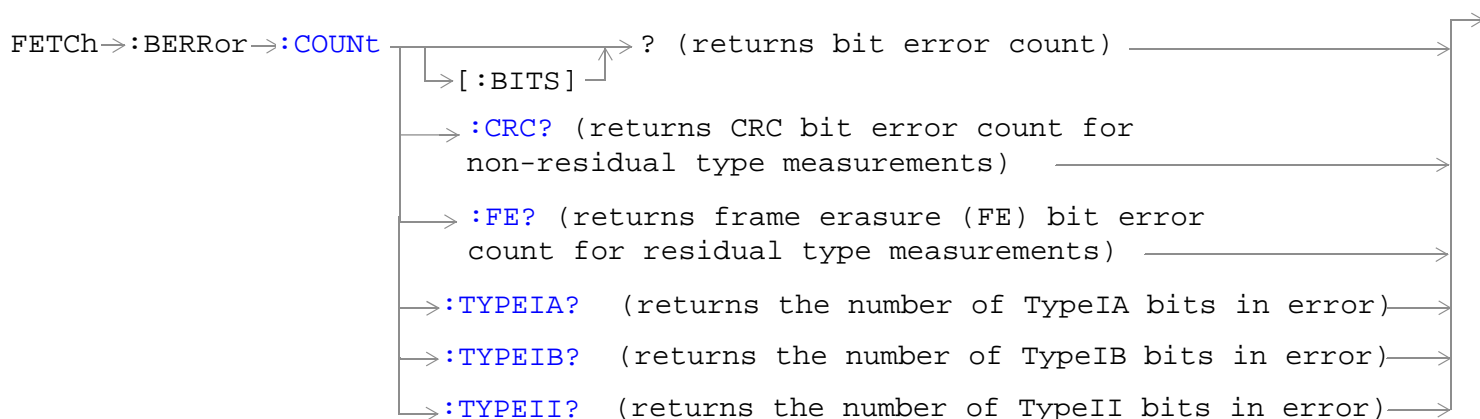 FETCh :BERRor :COUNt ? (returns bit error count)
[:BITS]
:CRC? (returns CRC bit error count for
non-residual type measurements)
:FE? (returns frame erasure (FE) bit error
count for residual type measurements)
:TYPEIA? (returns the number of TypeIA bits in error)
:TYPEIB? (returns the number of TypeIB bits in error)
:TYPEII? (returns the number of TypeII bits in error)